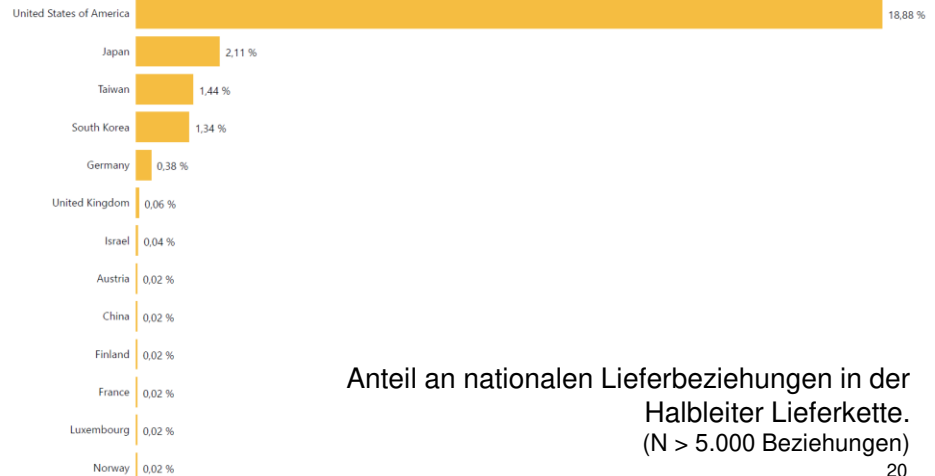 United States of America 18,88 %
Japan 2,11 %
Taiwan 1,44 %
South Korea 1,34 %
Germany 0,38 %
United Kingdom 0,06 %
Israel 0,04 %
Austria 0,02 %
China 0,02 %
Finland 0,02 %
France 0,02 %
Luxembourg 0,02 %
Norway 0,02 %
Anteil an nationalen Lieferbeziehungen in der
Halbleiter Lieferkette.
(N > 5.000 Beziehungen)
20